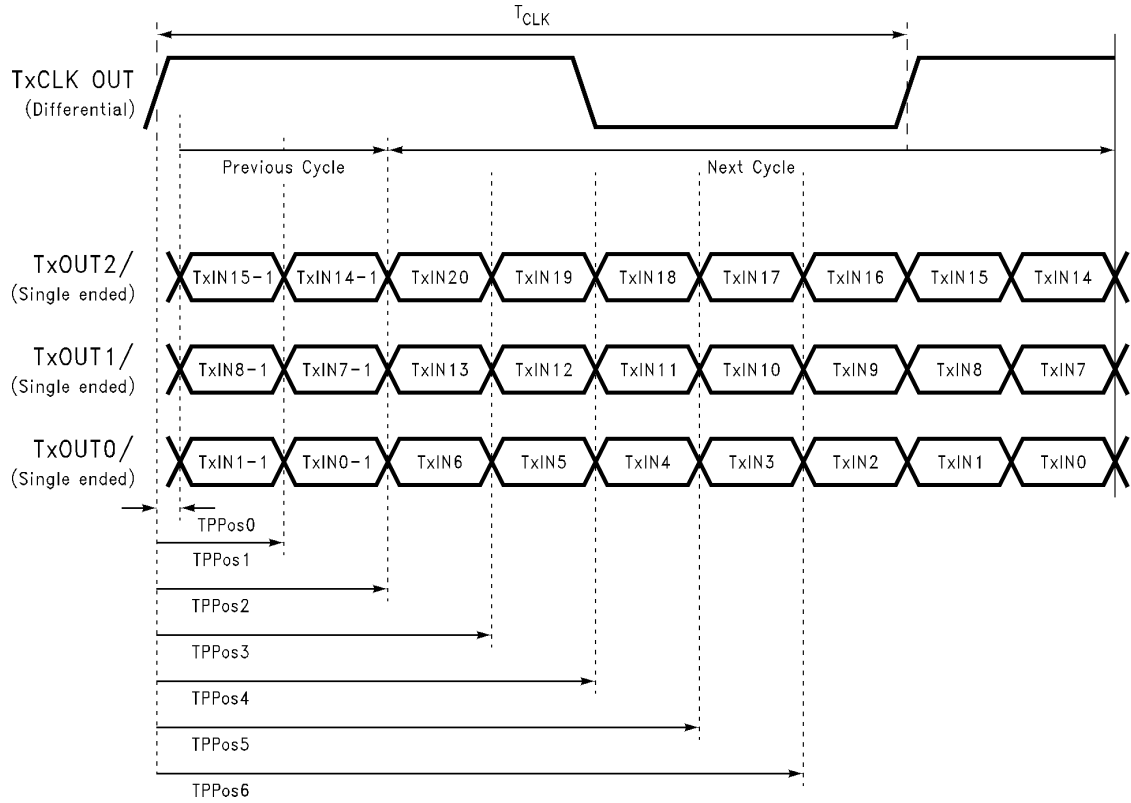 TCLK
TxCLK OUT
(Differential)
Previous Cycle
Next Cycle
TxOUT2/
(Single ended)
TxIN15-1 TxIN14-1 TxIN20 TxIN19 TxIN18 TxIN17 TxIN16 TxIN15 TxIN14
TxOUT1/
(Single ended)
TxIN8-1 TxIN7-1 TxIN13 TxIN12 TxIN11 TxIN10 TxIN9 TxIN8 TxIN7
TxOUT0/
(Single ended)
TxIN1-1 TxIN0-1 TxIN6 TxIN5 TxIN4 TxIN3 TxIN2 TxIN1 TxIN0
TPPos0
TPPos1
TPPos2
TPPos3
TPPos4
TPPos5
TPPos6